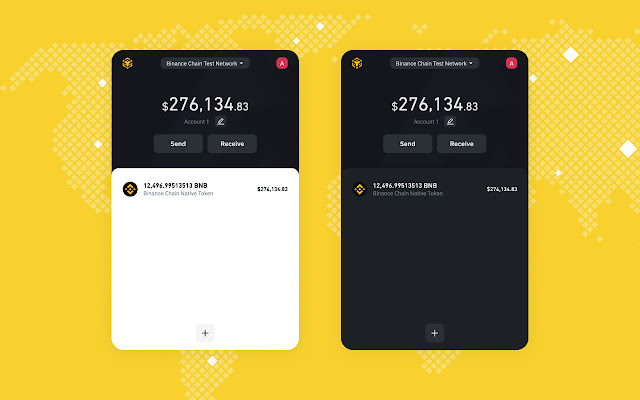 Binance Chain Test Network
A
$276,134.83
Account 1
Send
Receive
12,496.99513513 BNB
Binance Chain Native Token
$276,134.83
+
Binance Chain Test Network
A
$276,134.83
Account 1
Send
Receive
12,496.99513513 BNB
Binance Chain Native Token
$276,134.83
+